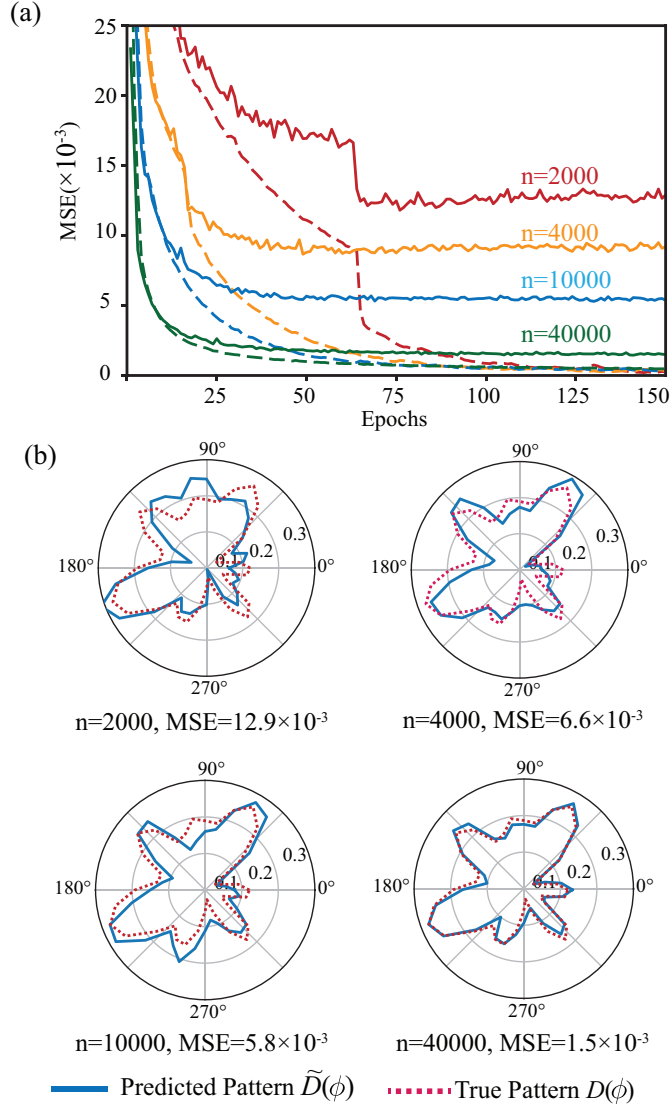 (a)
25
20
15
10
5
0
MSE(×10⁻³)
n=2000
n=4000
n=10000
n=40000
25 50 75 100 125 150
Epochs
(b)
90° 90°
0.3 0.3
0.2 0.2
0.1 0.1
180° 0° 180° 0°
270° 270°
n=2000, MSE=12.9×10⁻³ n=4000, MSE=6.6×10⁻³
90° 90°
0.3 0.3
0.2 0.2
0.1 0.1
180° 0° 180° 0°
270° 270°
n=10000, MSE=5.8×10⁻³ n=40000, MSE=1.5×10⁻³
Predicted Pattern D̃(ϕ) True Pattern D(ϕ)